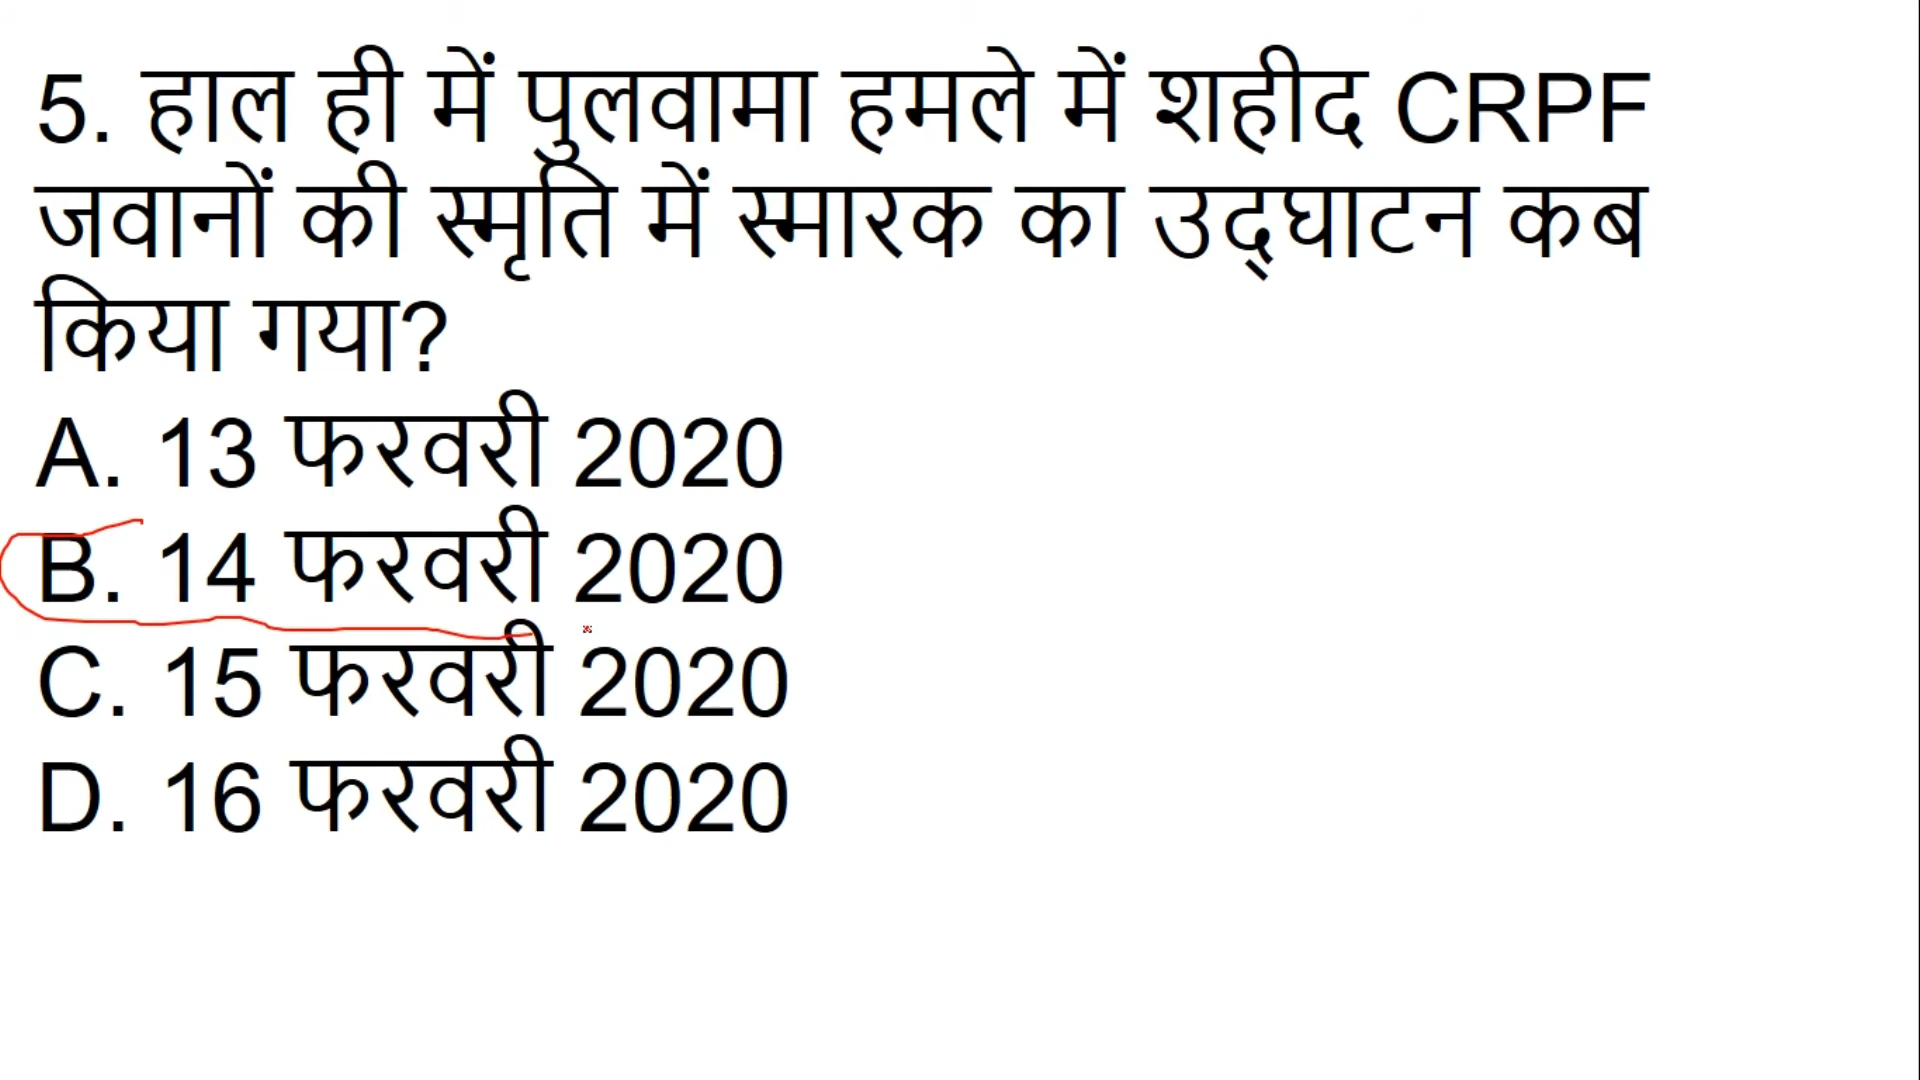 5. हाल ही में पुलवामा हमले में शहीद CRPF
जवानों की स्मृति में स्मारक का उद्घाटन कब
किया गया?
A. 13 फरवरी 2020
B. 14 फरवरी 2020
C. 15 फरवरी 2020
D. 16 फरवरी 2020